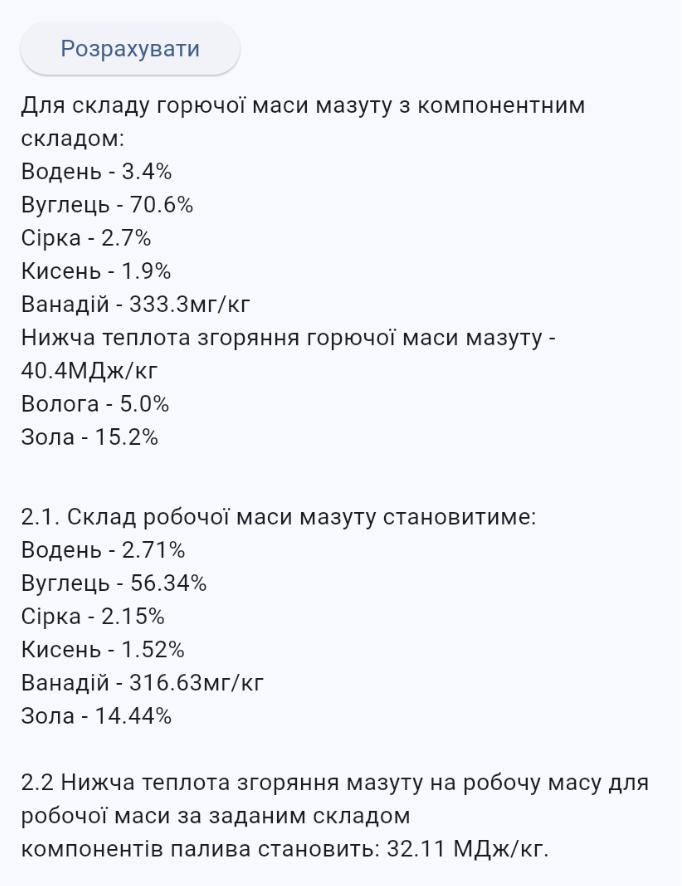 Розрахувати
Для складу горючої маси мазуту з компонентним
складом:
Водень - 3.4%
Вуглець - 70.6%
Сірка - 2.7%
Кисень - 1.9%
Ванадій - 333.3мг/кг
Нижча теплота згоряння горючої маси мазуту -
40.4МДж/кг
Волога - 5.0%
Зола - 15.2%
2.1. Склад робочої маси мазуту становитиме:
Водень - 2.71%
Вуглець - 56.34%
Сірка - 2.15%
Кисень - 1.52%
Ванадій - 316.63мг/кг
Зола - 14.44%
2.2 Нижча теплота згоряння мазуту на робочу масу для
робочої маси за заданим складом
компонентів палива становить: 32.11 МДж/кг.